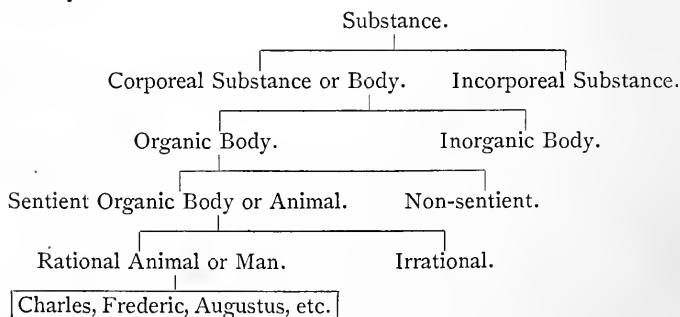 Substance.
Corporeal Substance or Body. Incorporeal Substance.
Organic Body. Inorganic Body.
Sentient Organic Body or Animal. Non-sentient.
Rational Animal or Man. Irrational.
Charles, Frederic, Augustus, etc.